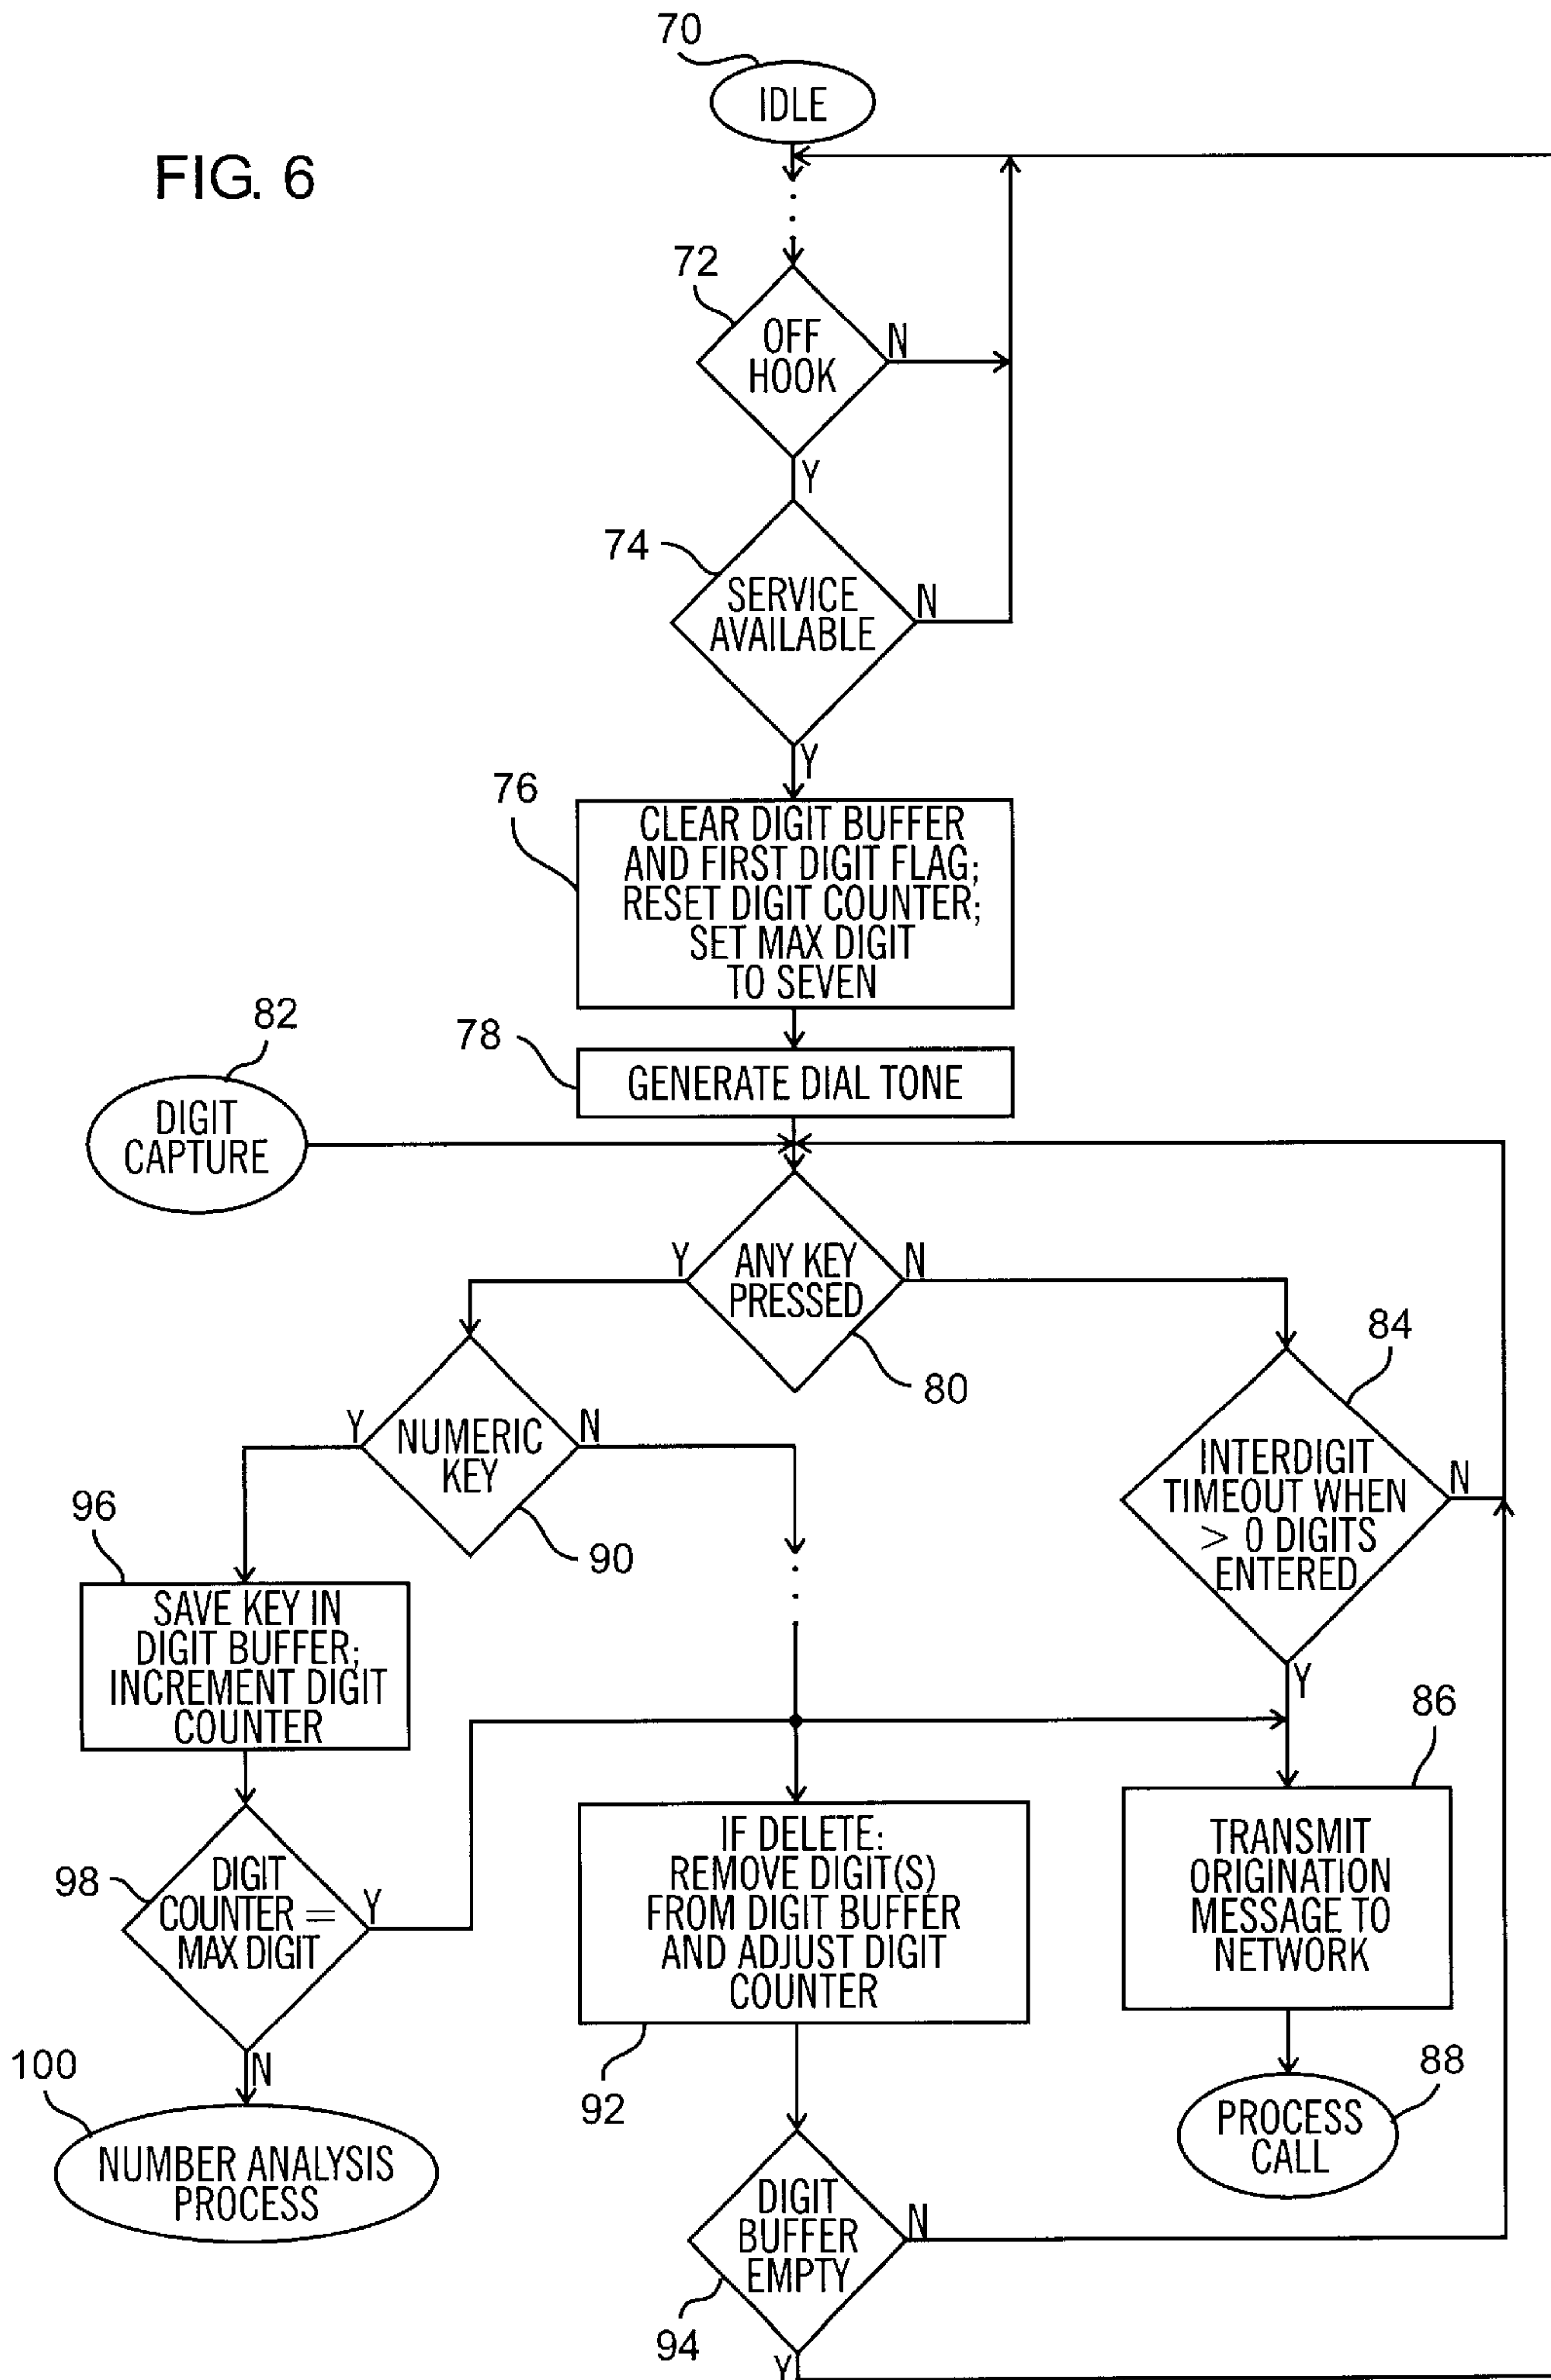 70
IDLE
FIG. 6
72
OFF
HOOK
N
Y
74
SERVICE
AVAILABLE
N
Y
76
CLEAR DIGIT BUFFER
AND FIRST DIGIT FLAG;
RESET DIGIT COUNTER;
SET MAX DIGIT
TO SEVEN
82
78
GENERATE DIAL TONE
DIGIT
CAPTURE
Y
ANY KEY
PRESSED
N
80
84
Y
NUMERIC
KEY
N
90
INTERDIGIT
TIMEOUT WHEN
> 0 DIGITS
ENTERED
N
Y
96
SAVE KEY IN
DIGIT BUFFER;
INCREMENT DIGIT
COUNTER
86
98
DIGIT
COUNTER =
MAX DIGIT
Y
N
IF DELETE:
REMOVE DIGIT(S)
FROM DIGIT BUFFER
AND ADJUST DIGIT
COUNTER
92
TRANSMIT
ORIGINATION
MESSAGE TO
NETWORK
88
PROCESS
CALL
100
NUMBER ANALYSIS
PROCESS
DIGIT
BUFFER
EMPTY
N
94
Y